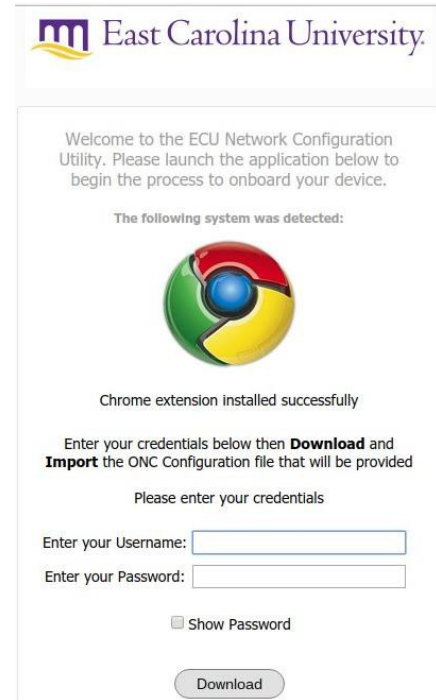 East Carolina University.
Welcome to the ECU Network Configuration
Utility. Please launch the application below to
begin the process to onboard your device.
The following system was detected:
Chrome extension installed successfully
Enter your credentials below then Download and
Import the ONC Configuration file that will be provided
Please enter your credentials
Enter your Username:
Enter your Password:
Show Password
Download